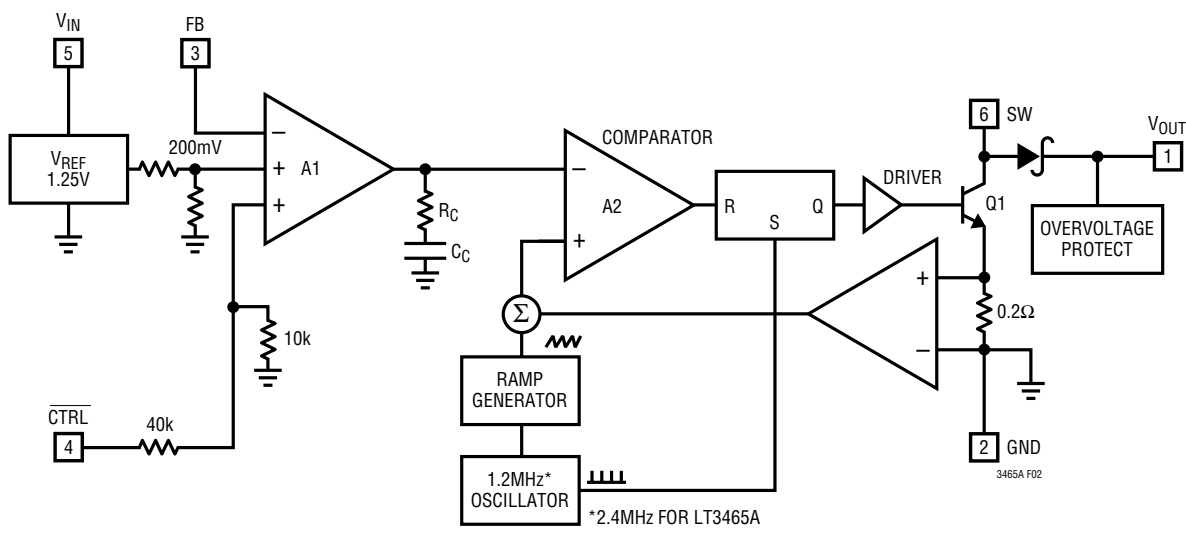 VIN
5
FB
3
VREF
1.25V
200mV
−
+
+
A1
RC
CC
10k
CTRL
4
40k
COMPARATOR
−
+
A2
Σ
RAMP
GENERATOR
1.2MHz*
OSCILLATOR
*2.4MHz FOR LT3465A
R
S
Q
DRIVER
6
SW
Q1
VOUT
1
OVERVOLTAGE
PROTECT
+
−
0.2Ω
2
GND
3465A F02